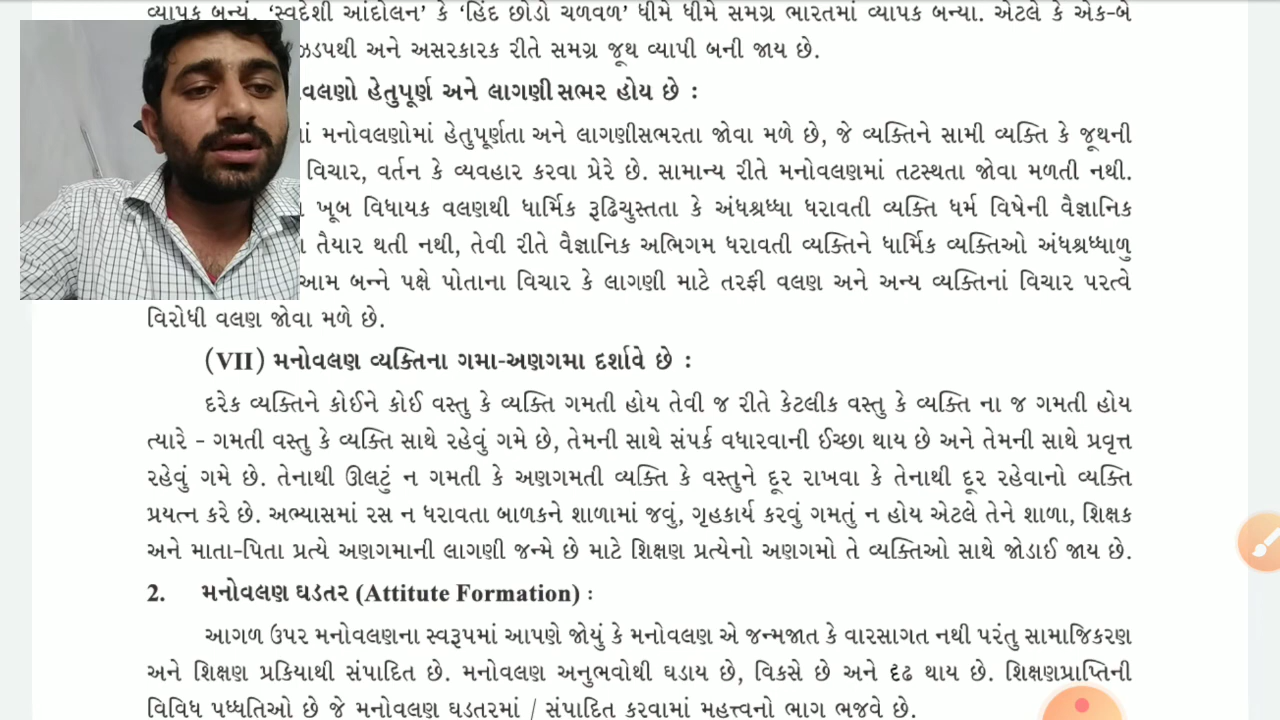 વ્યાપક બન્યું. ‘સ્વદેશી આંદોલન’ કે ‘હિંદ છોડો ચળવળ’ ધીમે ધીમે સમગ્ર ભારતમાં વ્યાપક બન્યા. એટલે કે એક-બે
ઝડપથી અને અસરકારક રીતે સમગ્ર જૂથ વ્યાપી બની જાય છે.
વલણો હેતુપૂર્ણ અને લાગણીસભર હોય છે :
માં મનોવલણોમાં હેતુપૂર્ણતા અને લાગણીસભરતા જોવા મળે છે, જે વ્યક્તિને સામી વ્યક્તિ કે જૂથની
વિચાર, વર્તન કે વ્યવહાર કરવા પ્રેરે છે. સામાન્ય રીતે મનોવલણમાં તટસ્થતા જોવા મળતી નથી.
ખૂબ વિધાયક વલણથી ધાર્મિક રૂઢિચુસ્તતા કે અંધશ્રધ્ધા ધરાવતી વ્યક્તિ ધર્મ વિષેની વૈજ્ઞાનિક
તૈયાર થતી નથી, તેવી રીતે વૈજ્ઞાનિક અભિગમ ધરાવતી વ્યક્તિને ધાર્મિક વ્યક્તિઓ અંધશ્રધ્ધાળુ
આમ બન્ને પક્ષે પોતાના વિચાર કે લાગણી માટે તરફી વલણ અને અન્ય વ્યક્તિનાં વિચાર પરત્વે
વિરોધી વલણ જોવા મળે છે.
(VII) મનોવલણ વ્યક્તિના ગમા-અણગમા દર્શાવે છે :
દરેક વ્યક્તિને કોઈને કોઈ વસ્તુ કે વ્યક્તિ ગમતી હોય તેવી જ રીતે કેટલીક વસ્તુ કે વ્યક્તિ ના જ ગમતી હોય
ત્યારે - ગમતી વસ્તુ કે વ્યક્તિ સાથે રહેવું ગમે છે, તેમની સાથે સંપર્ક વધારવાની ઈચ્છા થાય છે અને તેમની સાથે પ્રવૃત્ત
રહેવું ગમે છે. તેનાથી ઊલટું ન ગમતી કે અણગમતી વ્યક્તિ કે વસ્તુને દૂર રાખવા કે તેનાથી દૂર રહેવાનો વ્યક્તિ
પ્રયત્ન કરે છે. અભ્યાસમાં રસ ન ધરાવતા બાળકને શાળામાં જવું, ગૃહકાર્ય કરવું ગમતું ન હોય એટલે તેને શાળા, શિક્ષક
અને માતા-પિતા પ્રત્યે અણગમાની લાગણી જન્મે છે માટે શિક્ષણ પ્રત્યેનો અણગમો તે વ્યક્તિઓ સાથે જોડાઈ જાય છે.
2. મનોવલણ ઘડતર (Attitute Formation) :
આગળ ઉપર મનોવલણના સ્વરૂપમાં આપણે જોયું કે મનોવલણ એ જન્મજાત કે વારસાગત નથી પરંતુ સામાજિકરણ
અને શિક્ષણ પ્રક્રિયાથી સંપાદિત છે. મનોવલણ અનુભવોથી ઘડાય છે, વિકસે છે અને દૃઢ થાય છે. શિક્ષણપ્રાપ્તિની
વિવિધ પધ્ધતિઓ છે જે મનોવલણ ઘડતરમાં / સંપાદિત કરવામાં મહત્ત્વનો ભાગ ભજવે છે.